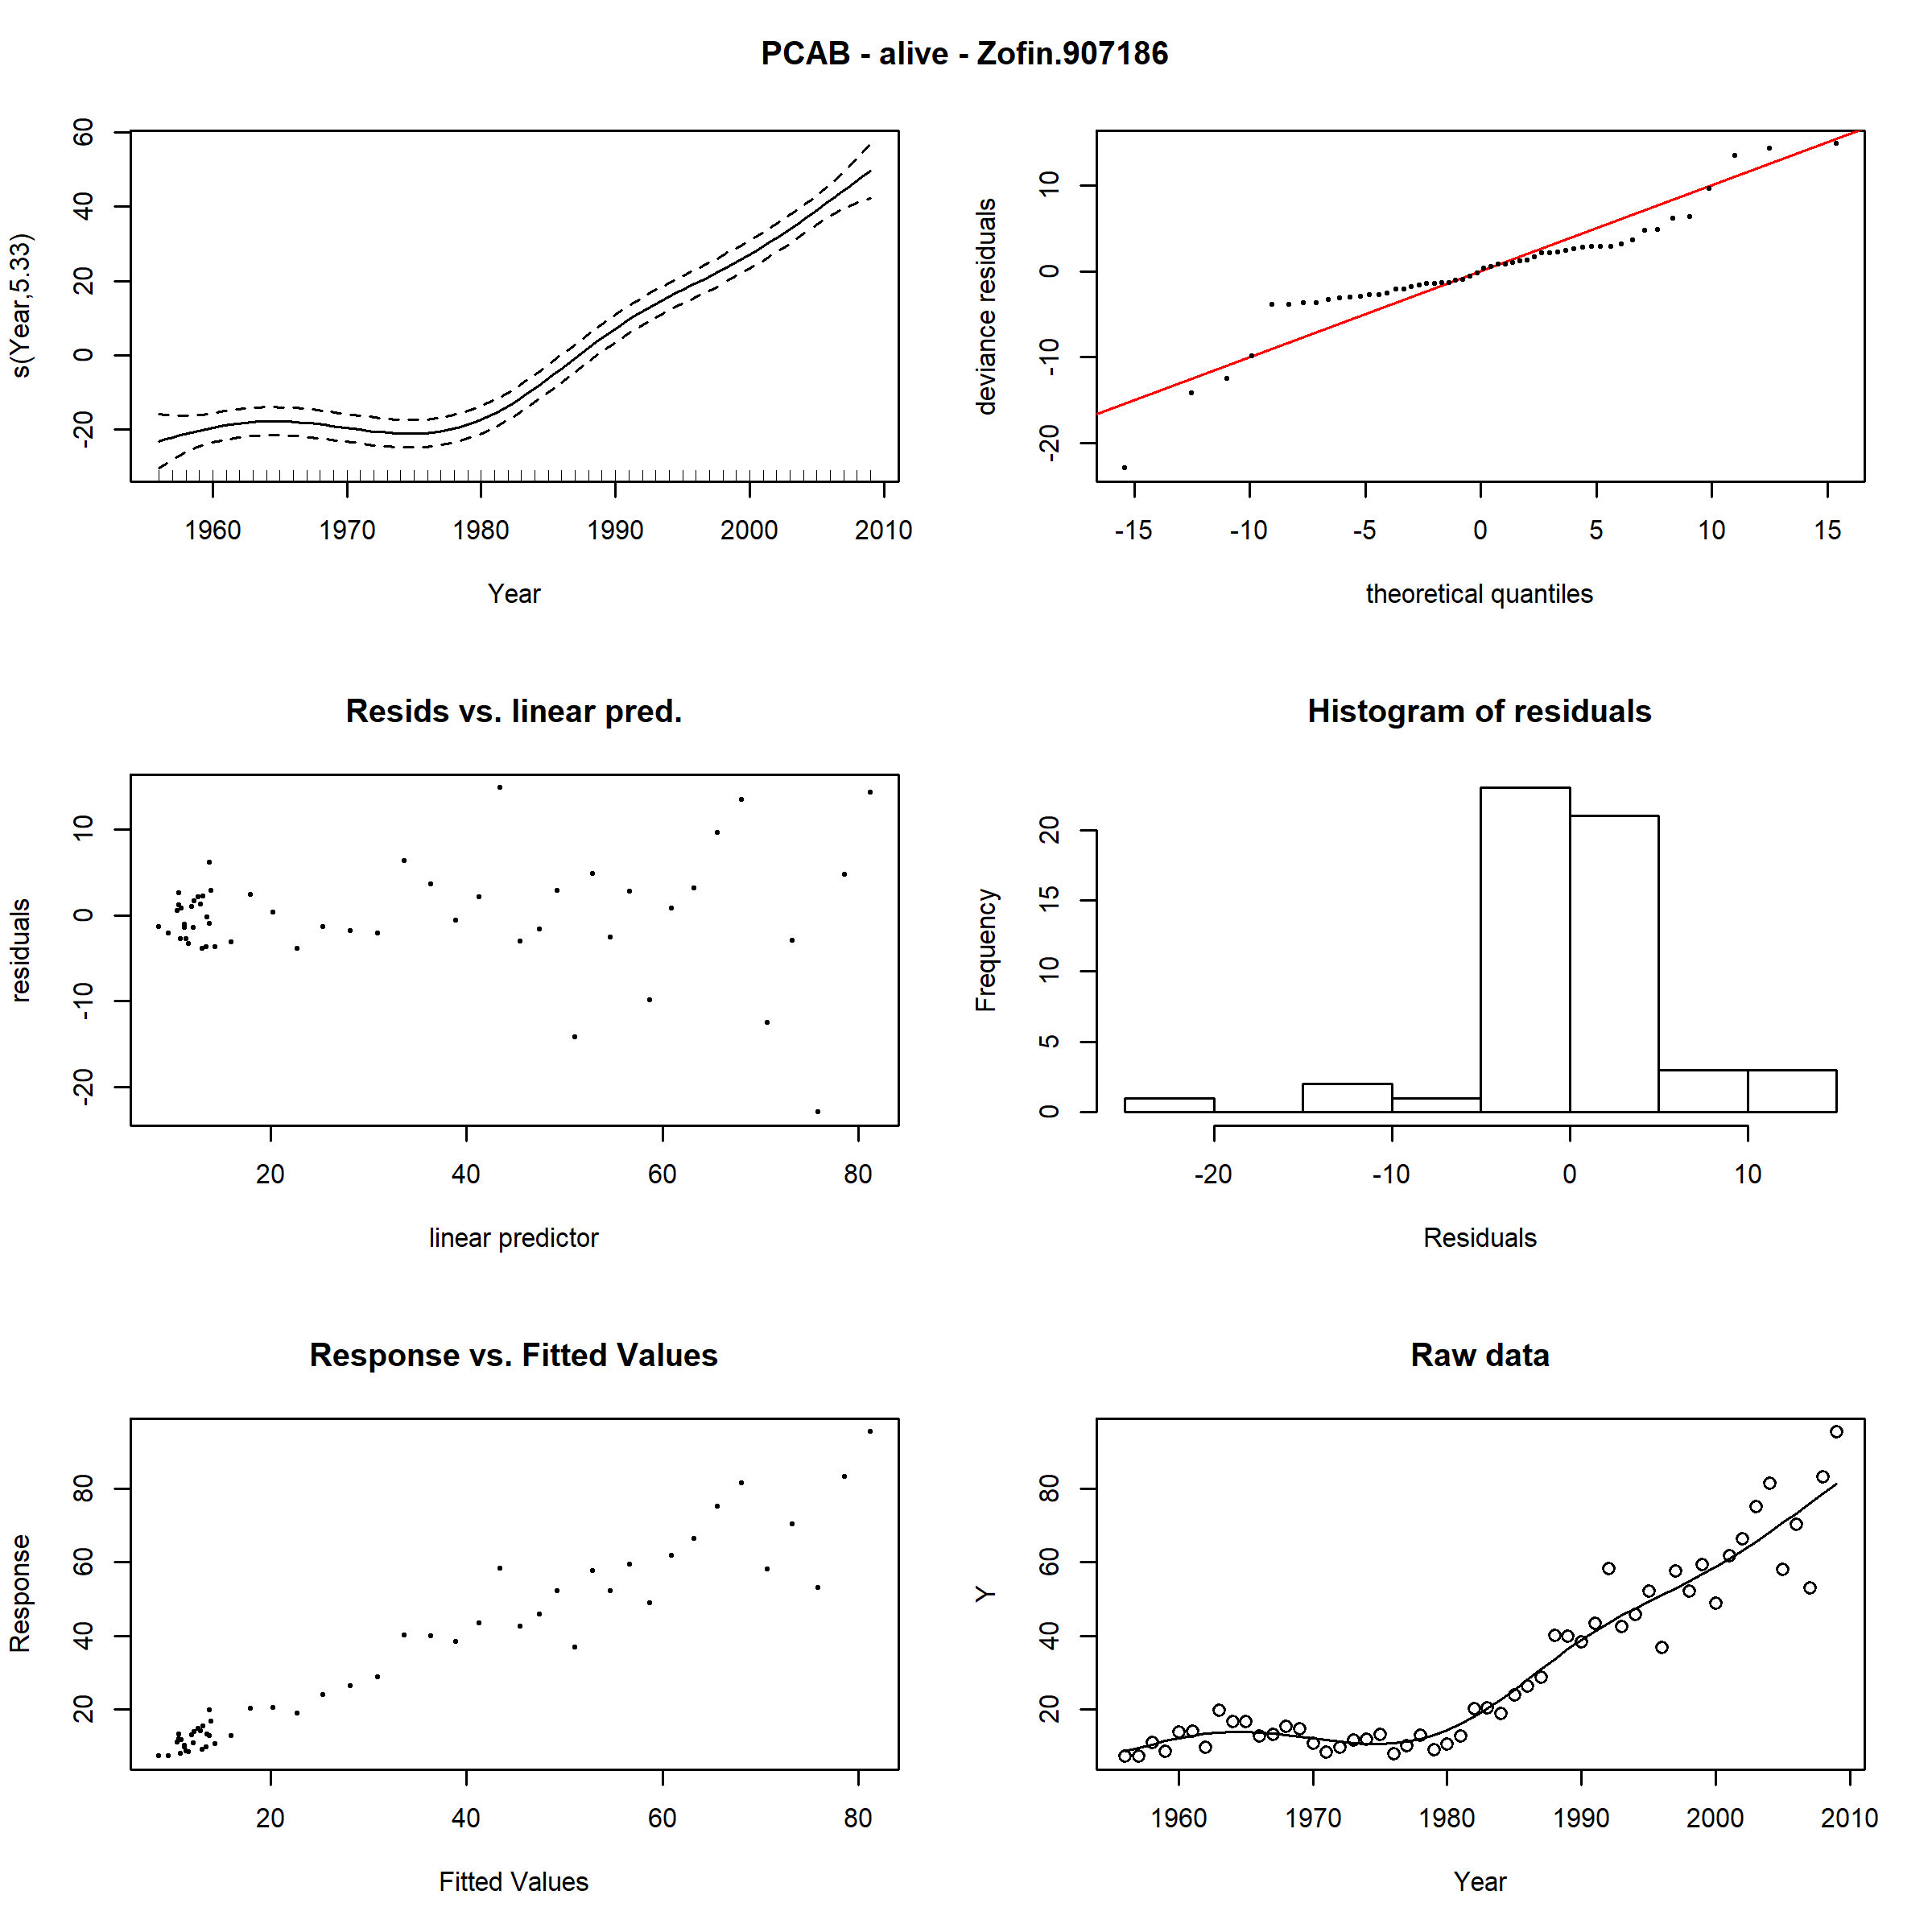 PCAB - alive - Zofin.907186
s(Year,5.33)
-20 0 20 40 60
1960 1970 1980 1990 2000 2010
Year
deviance residuals
-20 -10 0 10
-15 -10 -5 0 5 10 15
theoretical quantiles
Resids vs. linear pred.
residuals
-20 -10 0 10
20 40 60 80
linear predictor
Histogram of residuals
Frequency
0 5 10 15 20
-20 -10 0 10
Residuals
Response vs. Fitted Values
Response
20 40 60 80
20 40 60 80
Fitted Values
Raw data
Y
20 40 60 80
1960 1970 1980 1990 2000 2010
Year